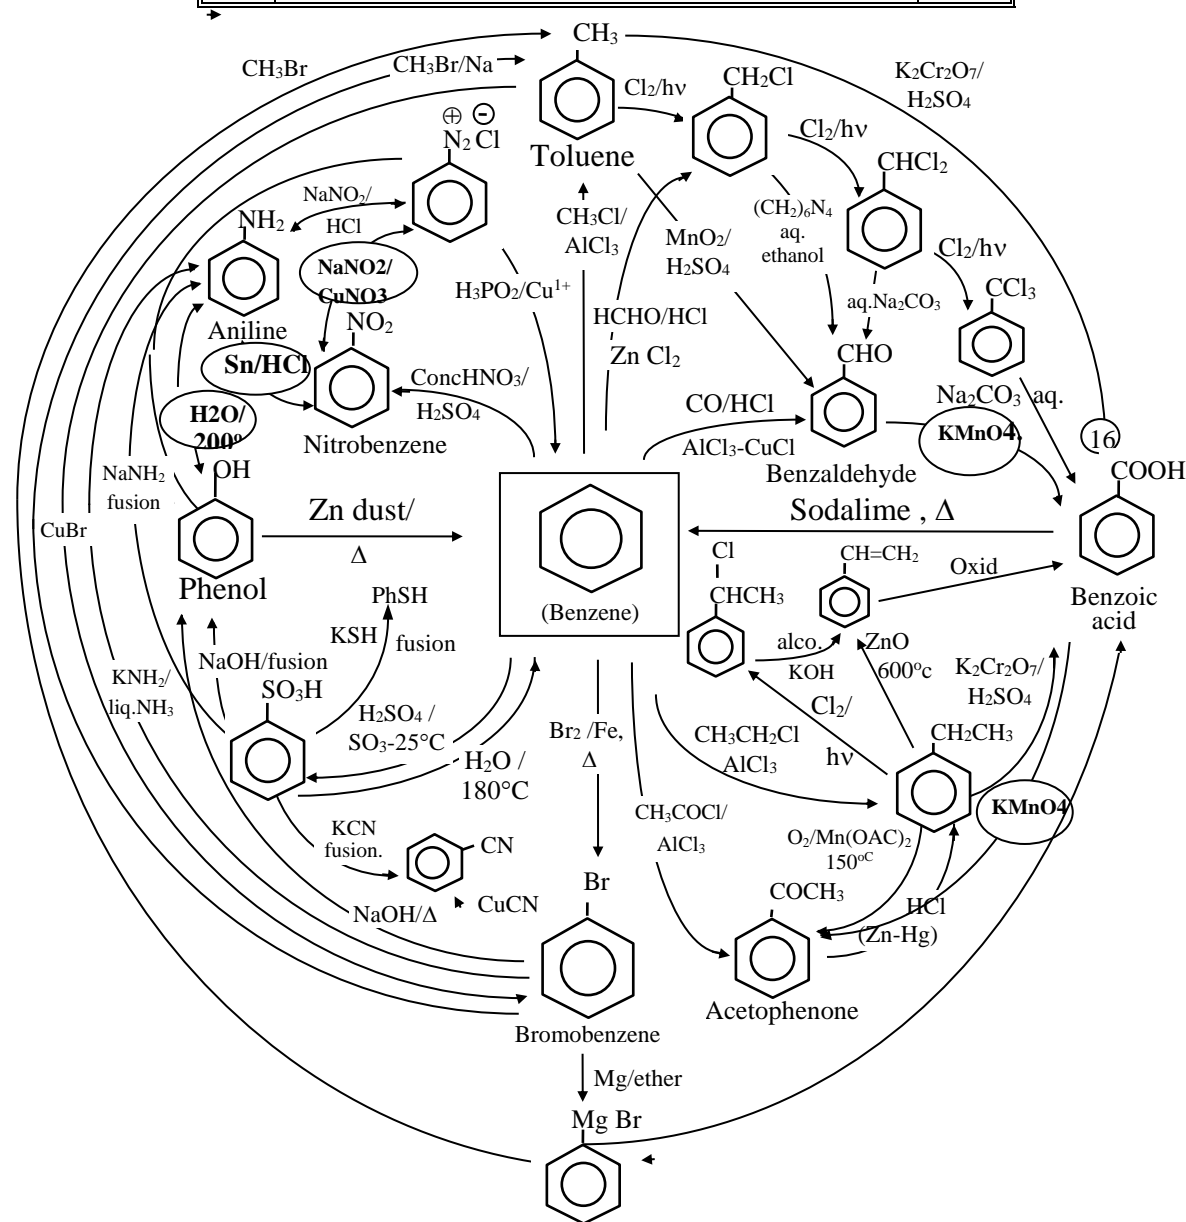 CH3
CH3Br
CH3Br/Na
K2Cr2O7/
H2SO4
Cl2/hν
CH2Cl
⊕ ⊖
N2 Cl
Toluene
Cl2/hν
CHCl2
NaNO2/
HCl
NH2
CH3Cl/
AlCl3
(CH2)6N4
aq.
ethanol
MnO2/
H2SO4
Cl2/hν
NaNO2/
CuNO3
H3PO2/Cu1+
HCHO/HCl
Zn Cl2
aq.Na2CO3
CCl3
NO2
Aniline
Sn/HCl
CHO
ConcHNO3/
H2SO4
CO/HCl
AlCl3-CuCl
Na2CO3 aq.
H2O/
200o
Nitrobenzene
KMnO4.
16
Benzaldehyde
OH
NaNH2
fusion
COOH
Zn dust/
Δ
Sodalime , Δ
CuBr
Cl
CHCH3
CH=CH2
Oxid
Phenol
PhSH
(Benzene)
Benzoic
acid
KSH
fusion
alco.
KOH
ZnO
600oc
NaOH/fusion
SO3H
K2Cr2O7/
H2SO4
KNH2/
liq.NH3
H2SO4 /
SO3-25°C
Cl2/
hν
Br2 /Fe,
Δ
CH3CH2Cl
AlCl3
CH2CH3
H2O /
180°C
KMnO4
KCN
fusion.
CH3COCl/
AlCl3
O2/Mn(OAC)2
150oC
CN
Br
COCH3
CuCN
NaOH/Δ
HCl
(Zn-Hg)
Acetophenone
Bromobenzene
Mg/ether
Mg Br